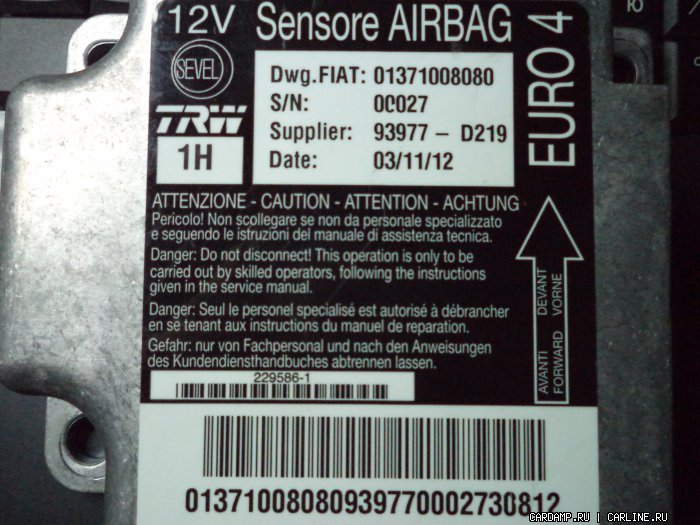 12V Sensore AIRBAG
SEVEL
TRW
1H
Dwg.FIAT: 01371008080
S/N: 00027
Supplier: 93977 - D219
Date: 03/11/12
EURO 4
ATTENZIONE - CAUTION - ATTENTION - ACHTUNG
Pericolo! Non scollegare se non da personale specializzato
e seguendo le istruzioni del manuale di assistenza tecnica.
Danger: Do not disconnect! This operation is only to be
carried out by skilled operators, following the instructions
given in the service manual.
Danger: Seul le personel specialisé est autorisé à débrancher
en se tenant aux instructions du manuel de reparation.
Gefahr: nur von Fachpersonal und nach den Anweisungen
des Kundendiensthandbuches abtrennen lassen.
AVANTI DEVANT
FORWARD VORNE
229586-1
01371008080939770002730812
Ю
CARDAMP.RU | CARLINE.RU